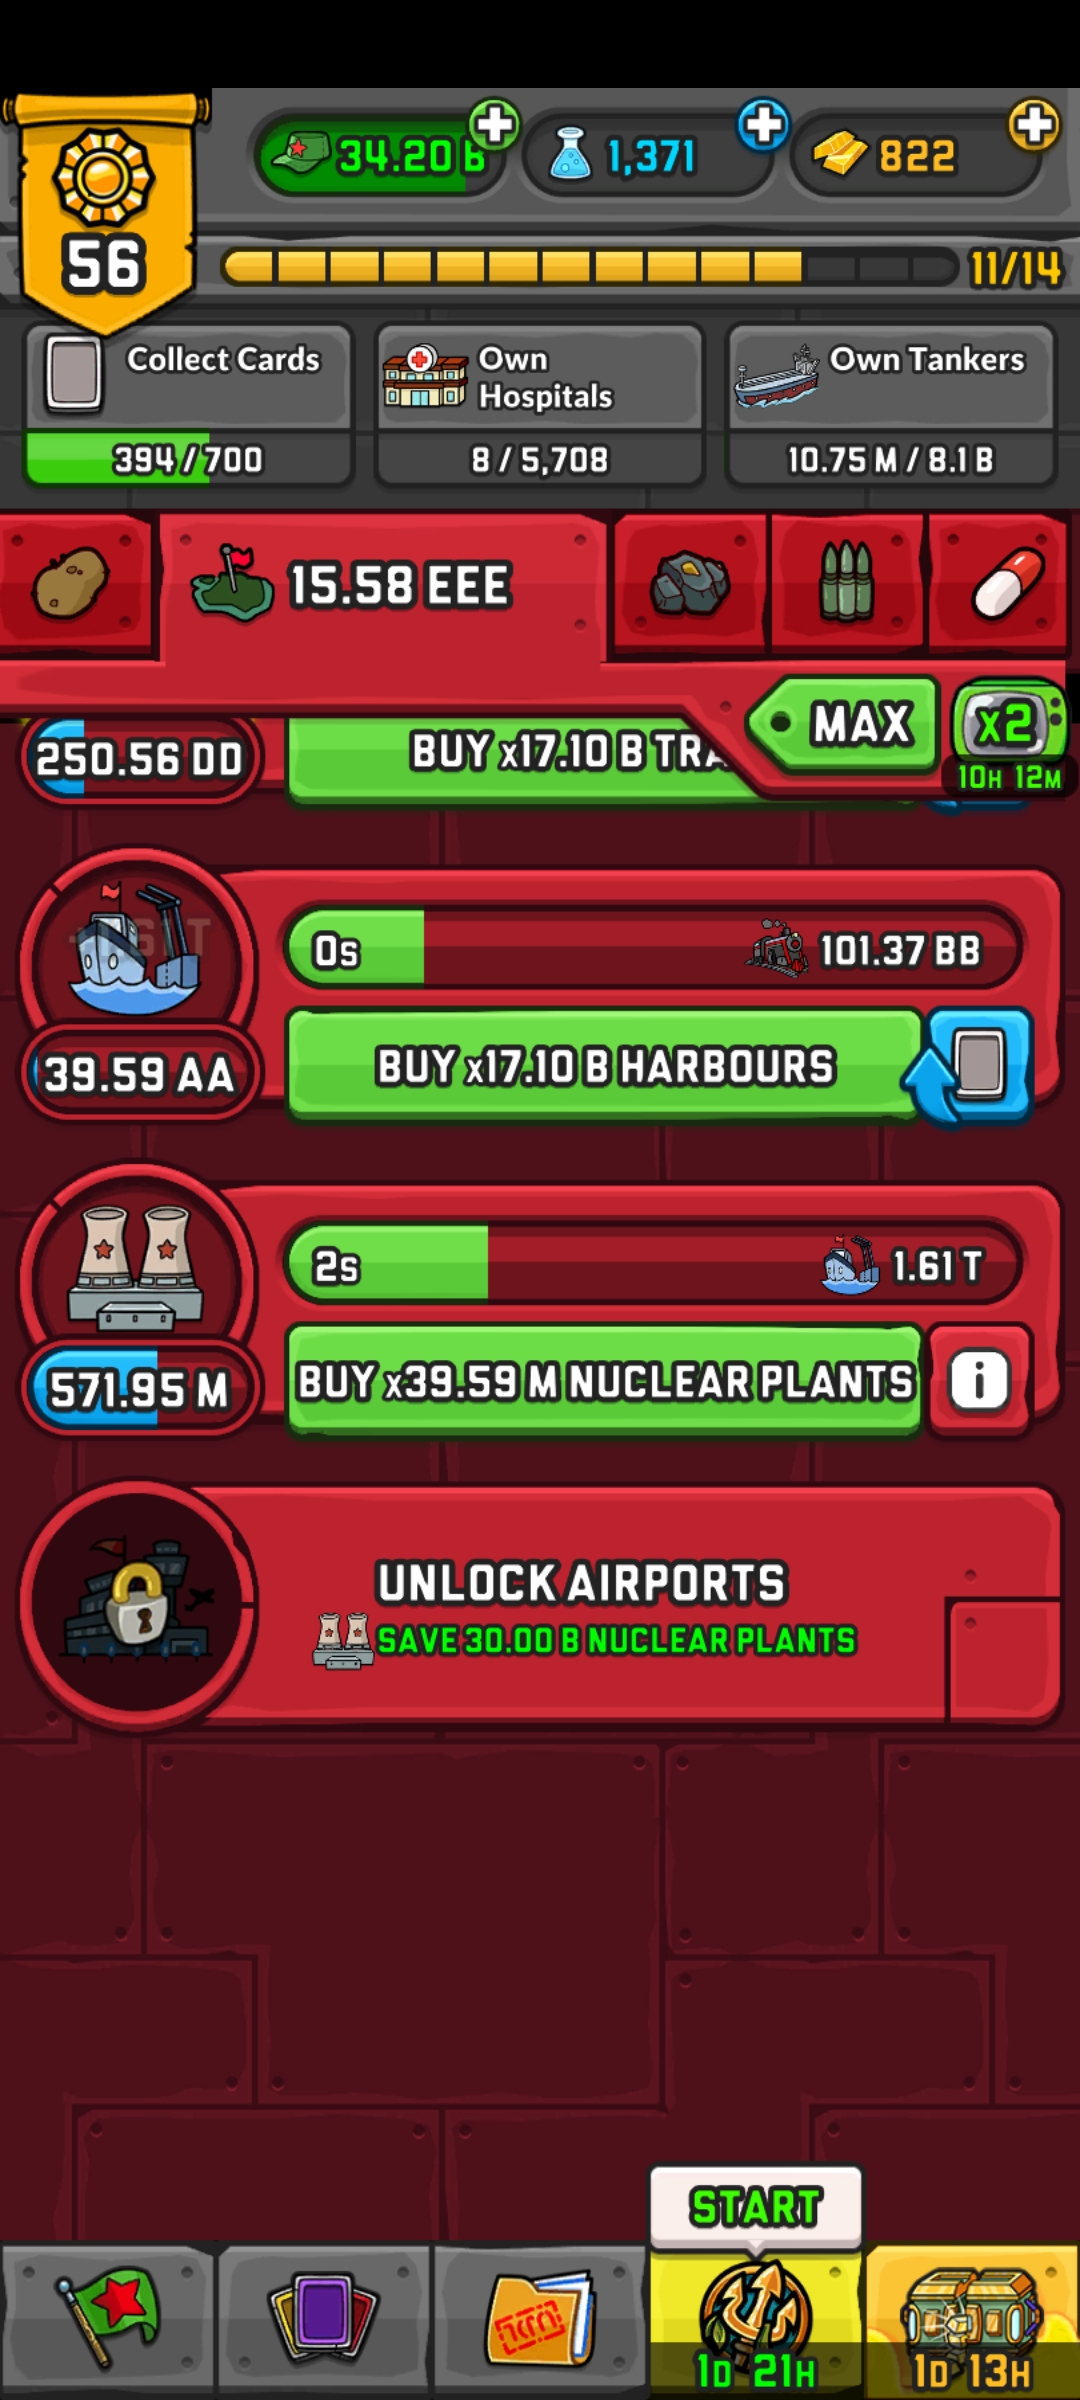 34.20 B
1,371
822
56
11/14
Collect Cards
394 / 700
Own
Hospitals
8 / 5,708
Own Tankers
10.75 M / 8.1 B
15.58 EEE
MAX
x2
10H 12M
250.56 DD
BUY x17.10 B TRA
0s
101.37 BB
39.59 AA
BUY x17.10 B HARBOURS
2s
1.61 T
571.95 M
BUY x39.59 M NUCLEAR PLANTS
i
UNLOCK AIRPORTS
SAVE 30.00 B NUCLEAR PLANTS
START
1D 21H
1D 13H